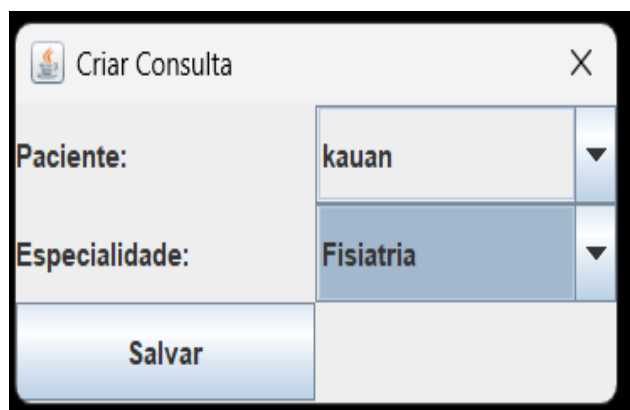 Criar Consulta
Paciente: kauan
Especialidade: Fisiatria
Salvar